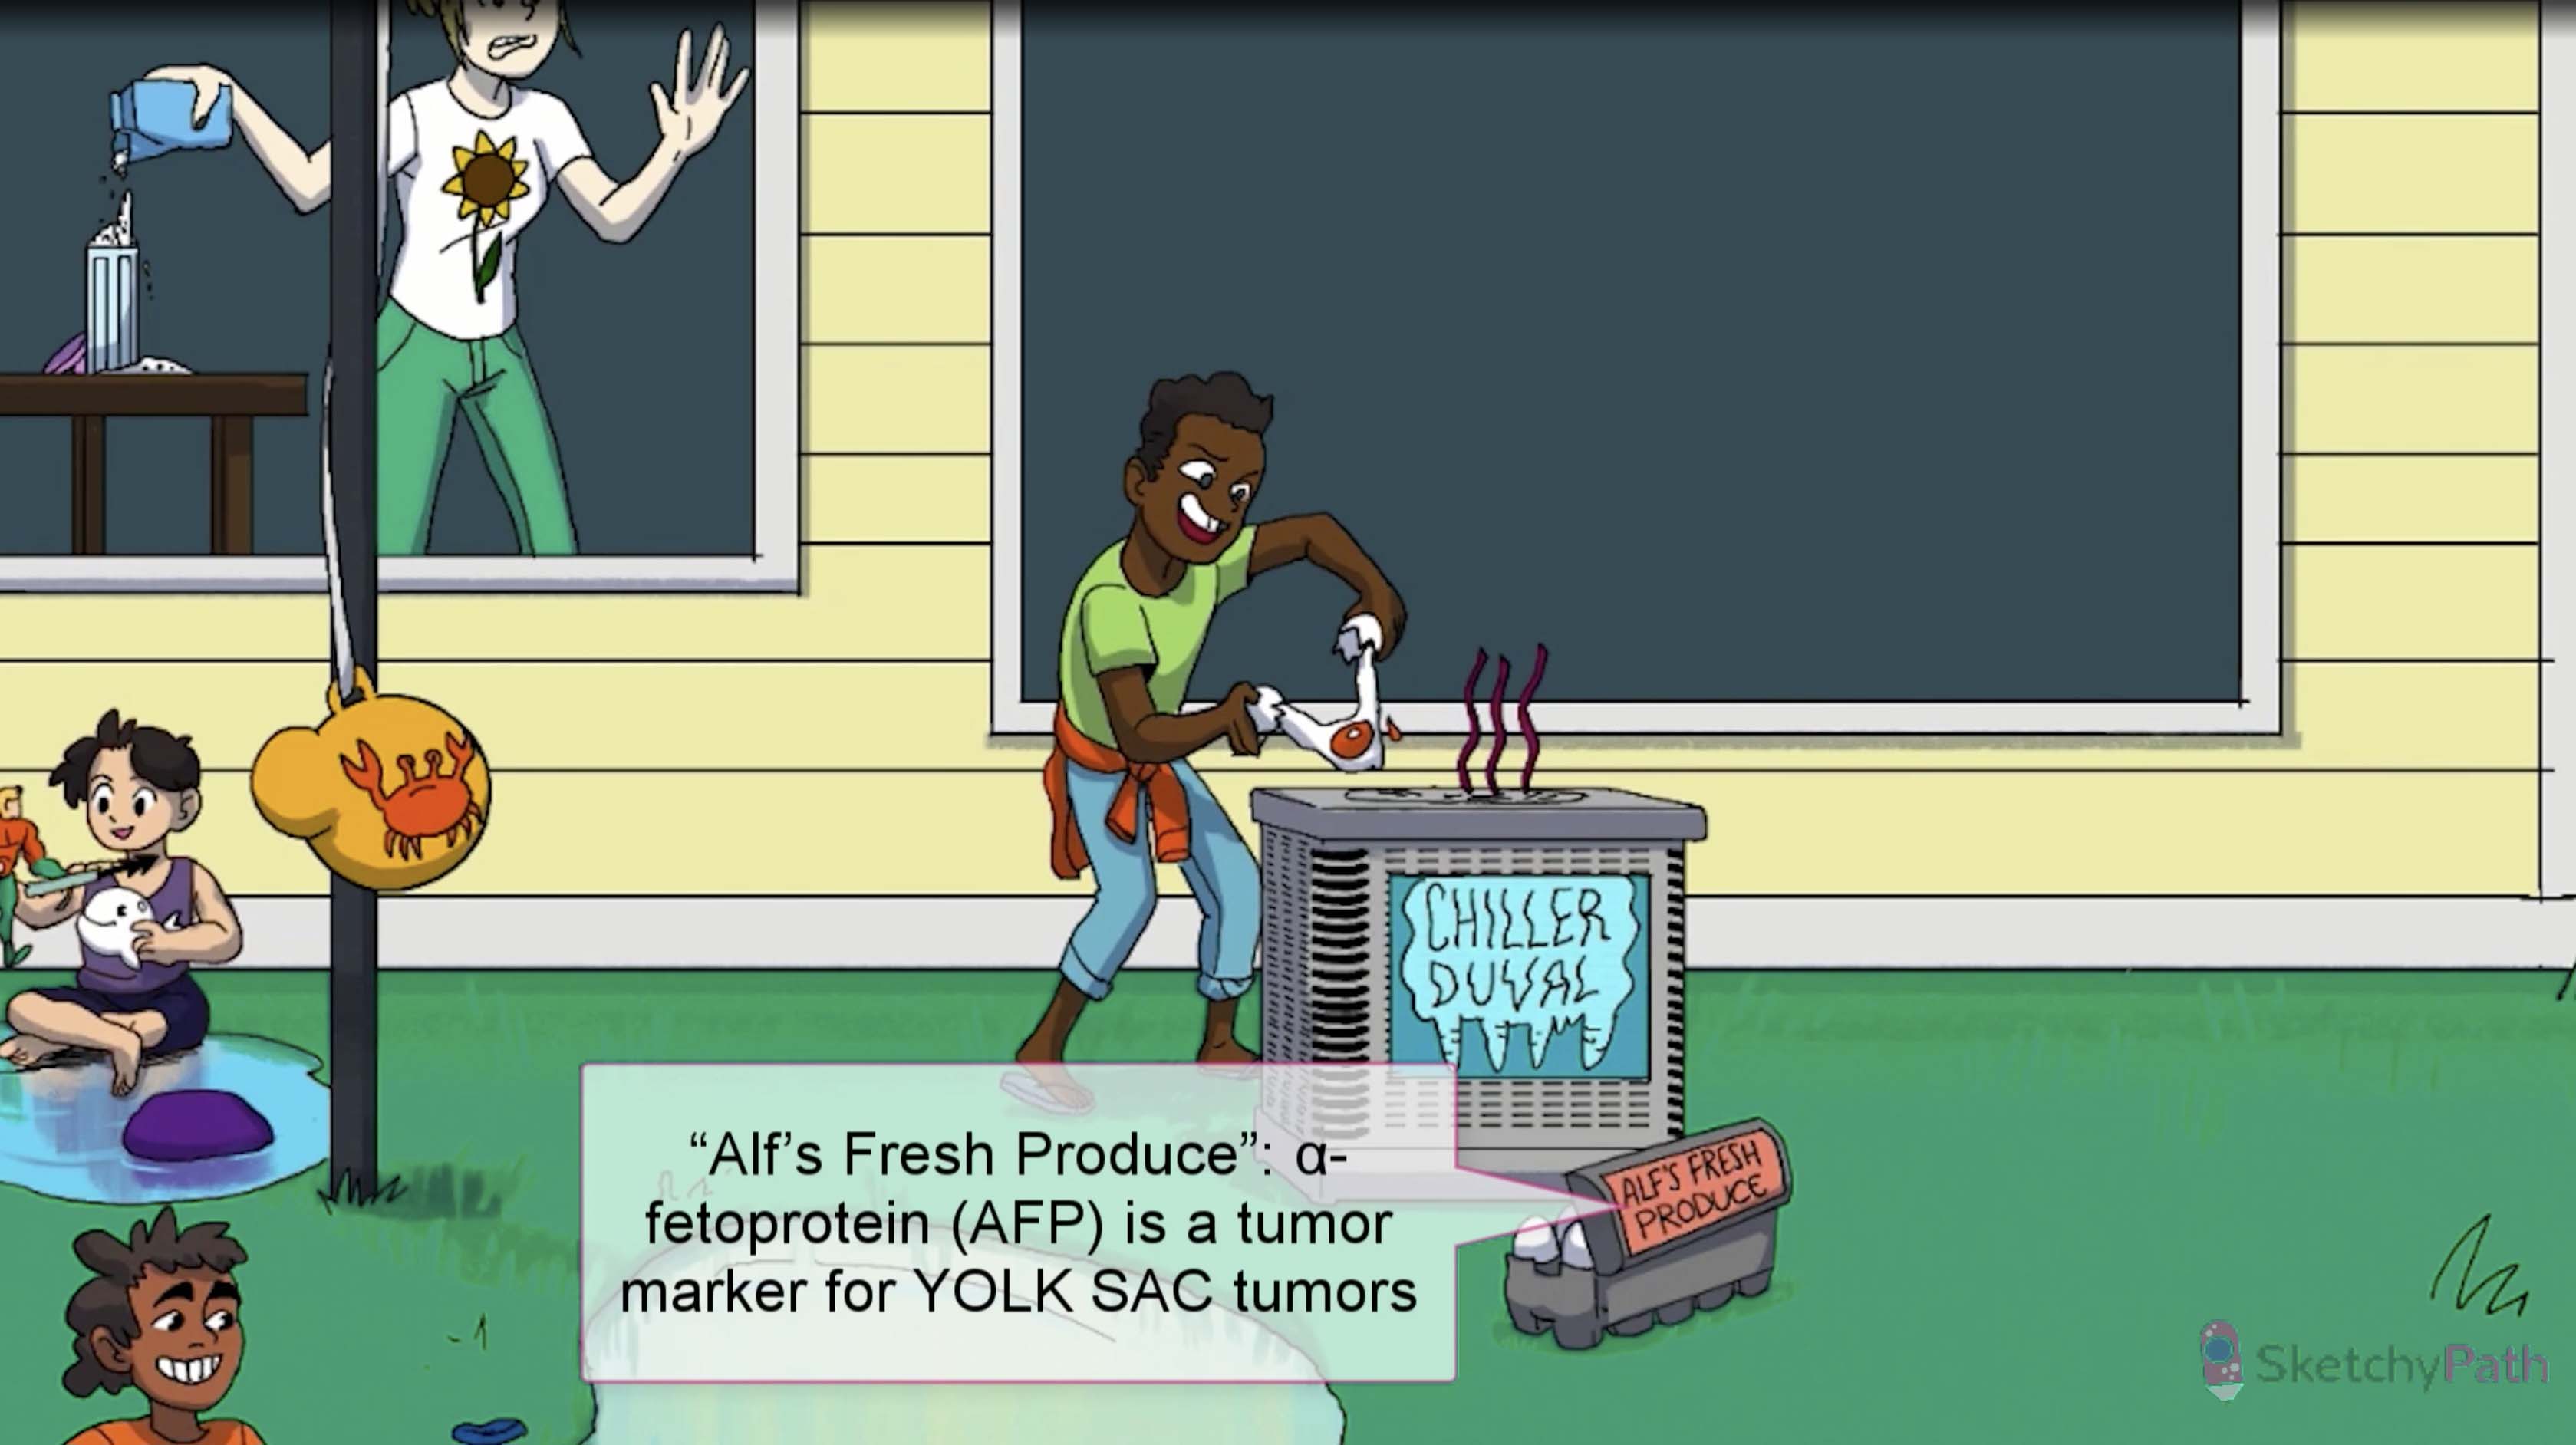 CHILLER
DUVAL
"Alf's Fresh Produce": α-
fetoprotein (AFP) is a tumor
marker for YOLK SAC tumors
ALF'S FRESH
PRODUCE
SketchyPath